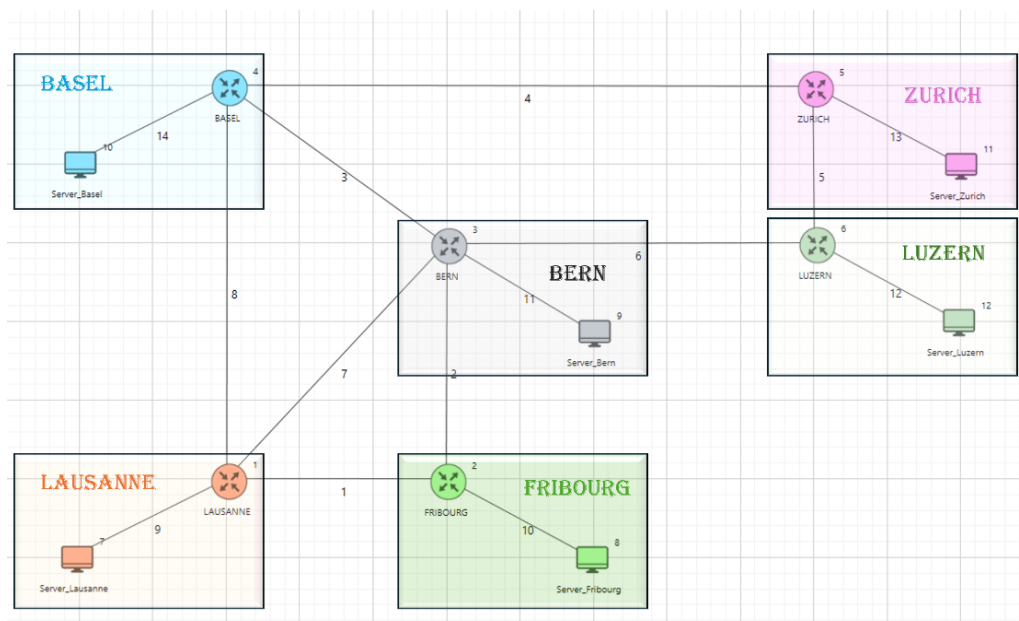 BASEL
4
BASEL
14
10
Server_Basel
4
5
ZURICH
ZURICH
13
11
Server_Zurich
3
5
3
BERN
6
BERN
11
9
Server_Bern
6
LUZERN
LUZERN
12
12
Server_Luzern
8
7
2
LAUSANNE
1
LAUSANNE
9
7
Server_Lausanne
1
2
FRIBOURG
FRIBOURG
10
8
Server_Fribourg